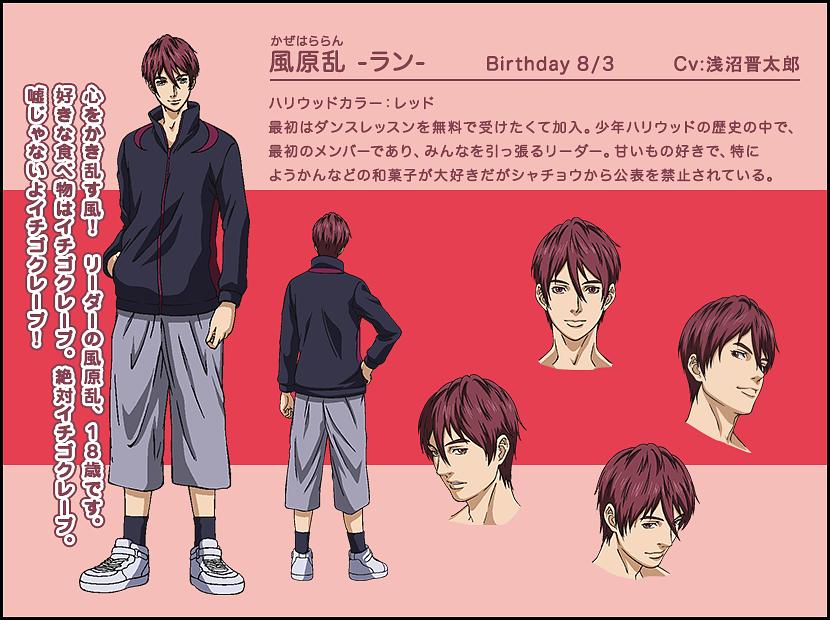 かぜはららん
風原乱 -ラン- Birthday 8/3 Cv:浅沼晋太郎
ハリウッドカラー：レッド
最初はダンスレッスンを無料で受けたくて加入。少年ハリウッドの歴史の中で、
最初のメンバーであり、みんなを引っ張るリーダー。甘いもの好きで、特に
ようかんなどの和菓子が大好きだがシャチョウから公表を禁止されている。
心をかき乱す風！　リーダーの風原乱、18歳です。
好きな食べ物はイチゴクレープ。絶対イチゴクレープ。
嘘じゃないよイチゴクレープ！